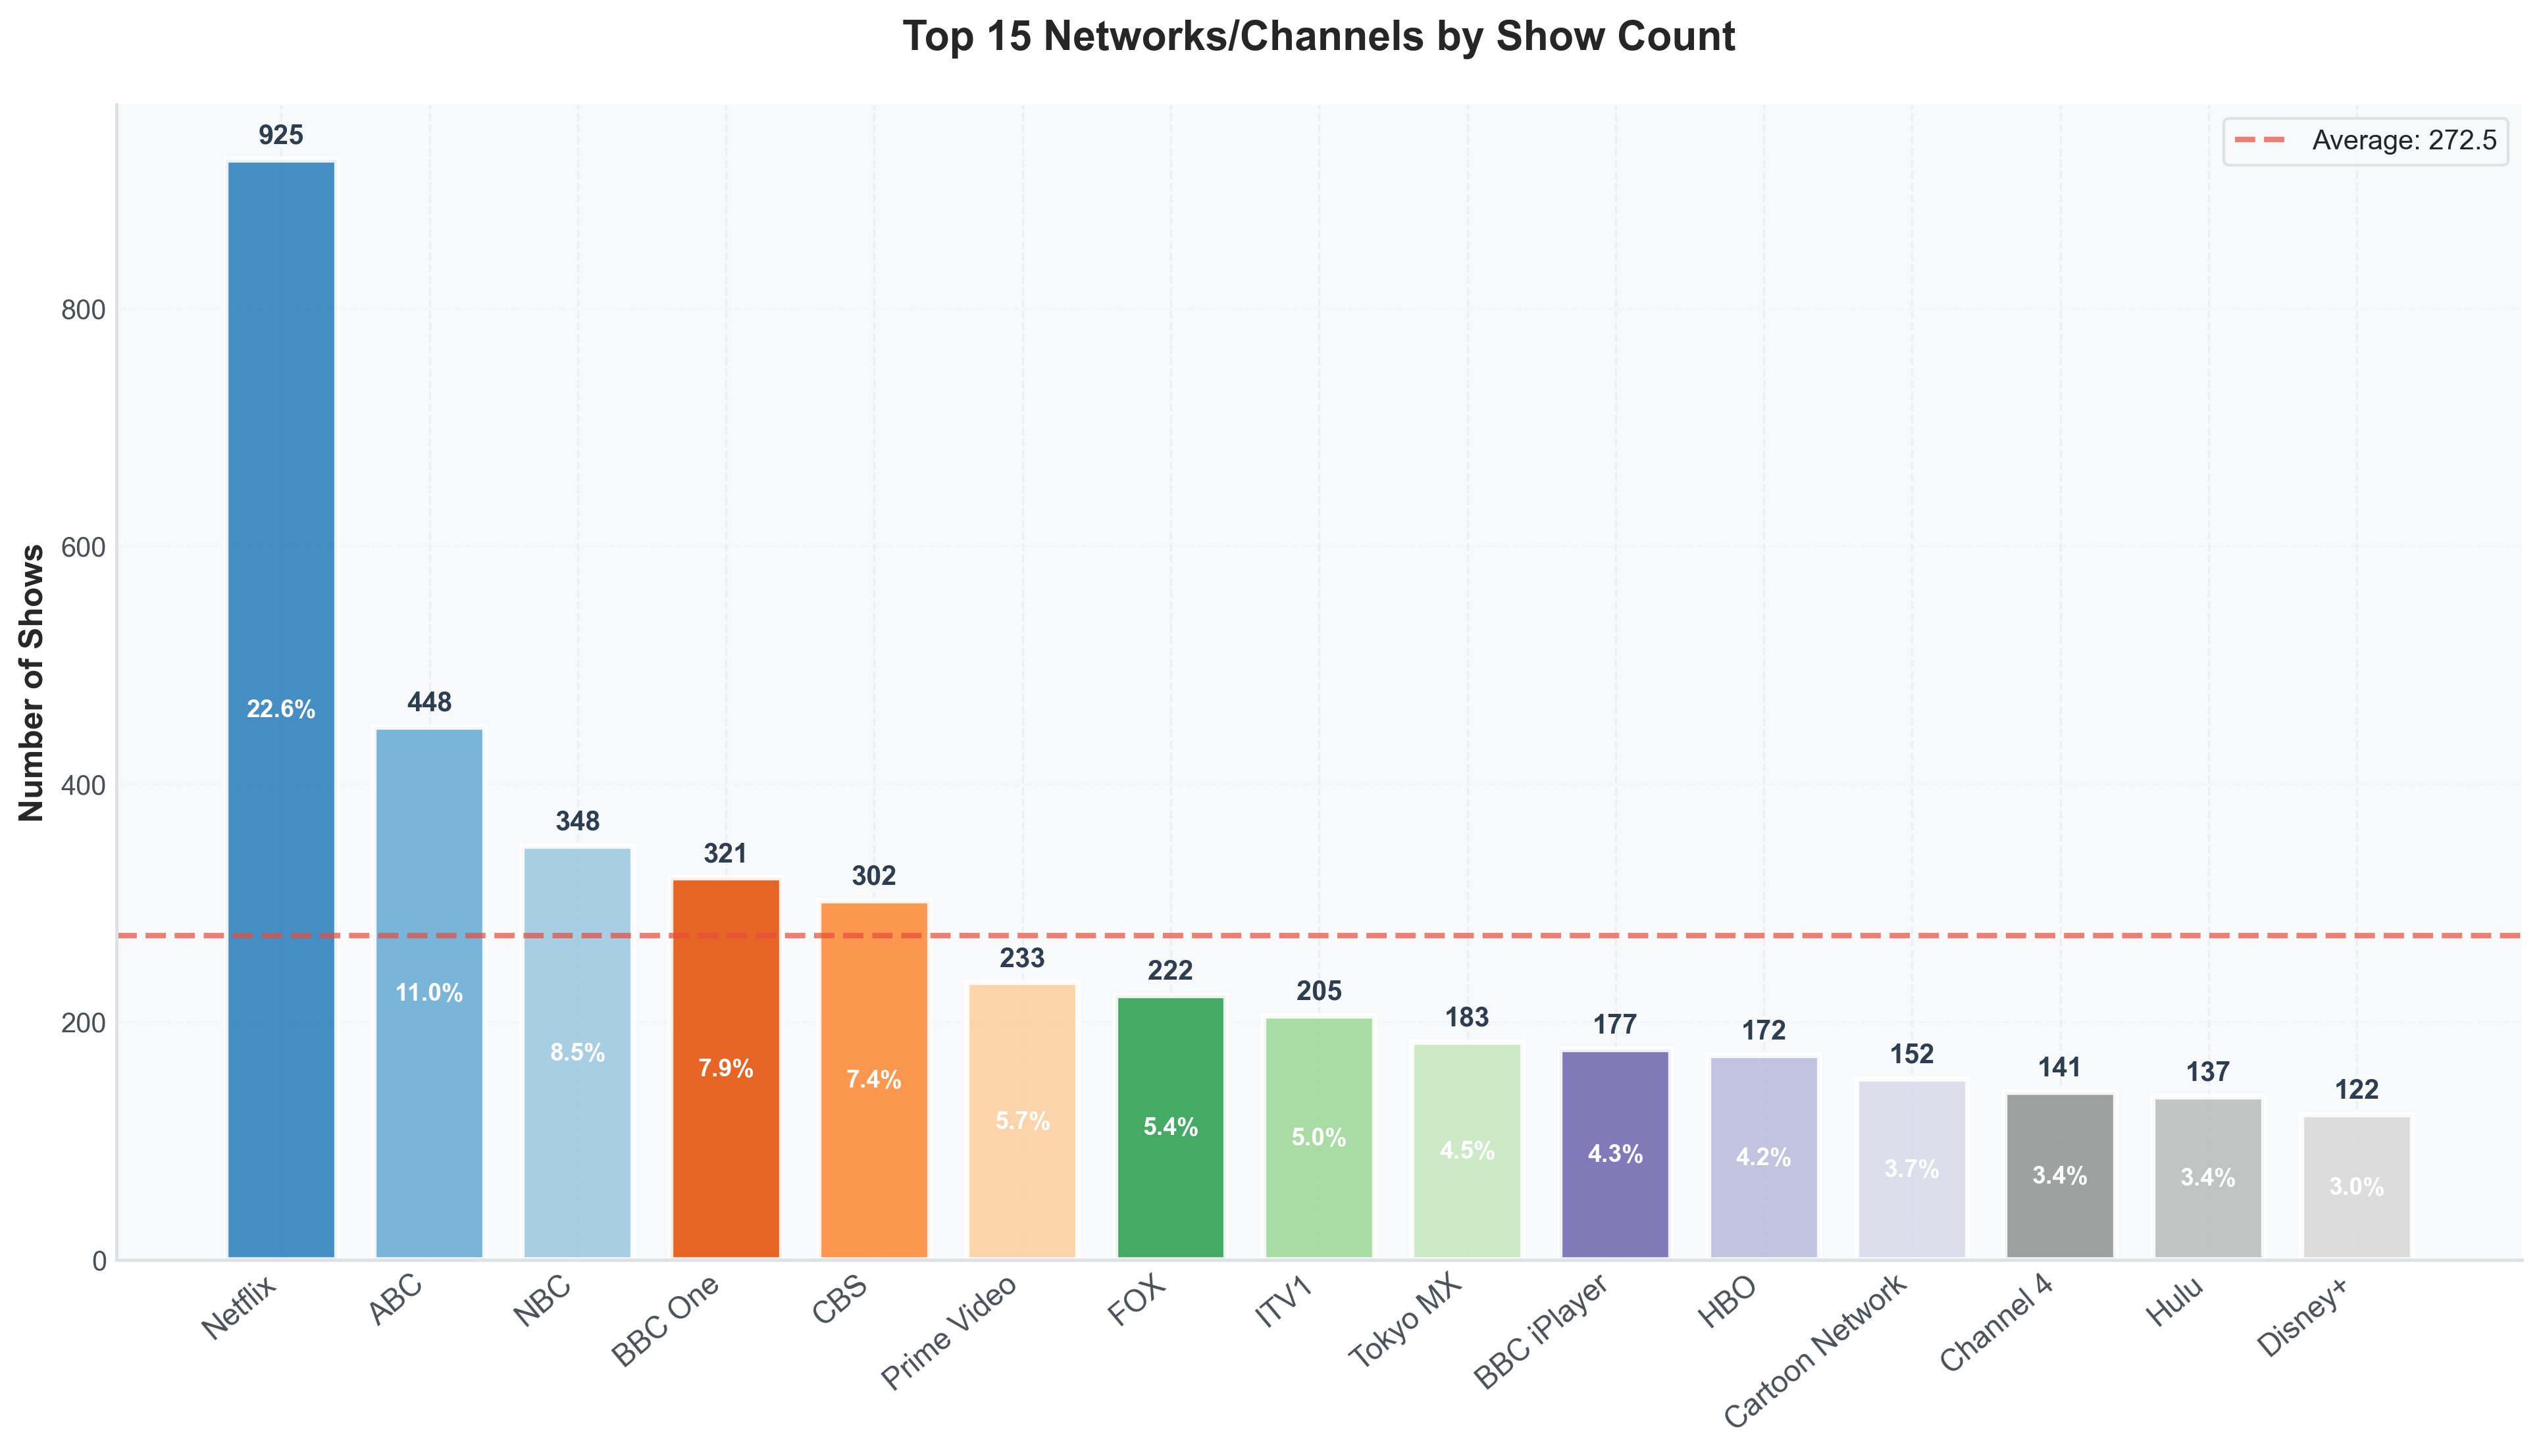 Top 15 Networks/Channels by Show Count
Average: 272.5
Number of Shows
800
600
400
200
0
925
448
348
321
302
233
222
205
183
177
172
152
141
137
122
22.6%
11.0%
8.5%
7.9%
7.4%
5.7%
5.4%
5.0%
4.5%
4.3%
4.2%
3.7%
3.4%
3.4%
3.0%
Netflix
ABC
NBC
BBC One
CBS
Prime Video
FOX
ITV1
Tokyo MX
BBC iPlayer
HBO
Cartoon Network
Channel 4
Hulu
Disney+